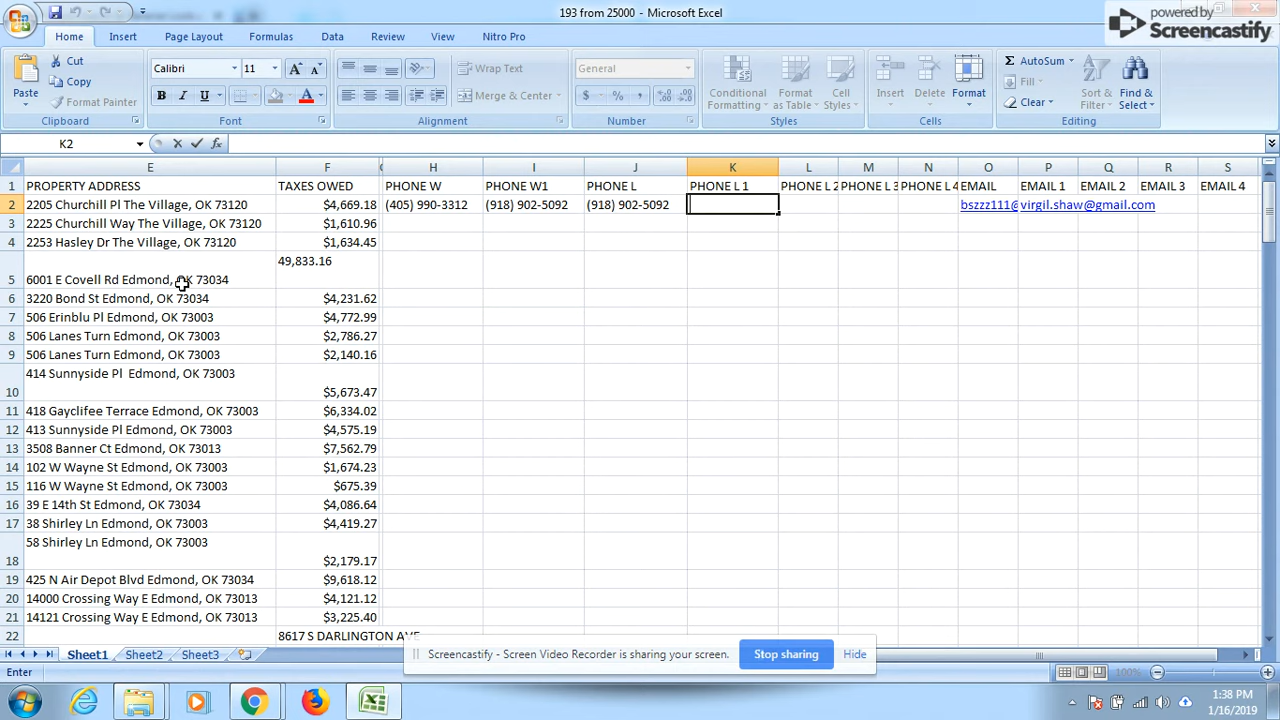 193 from 25000 - Microsoft Excel
powered by
Screencastify
Home Insert Page Layout Formulas Data Review View
Cut
Copy
Format Painter
Paste
Clipboard
Calibri 11
B I U
Font
Wrap Text
Merge & Center
Alignment
General
$ % ,
Number
Conditional Formatting
Format as Table
Cell Styles
Styles
Insert Delete Format
Cells
Σ AutoSum
Fill
Clear
Sort & Filter
Find & Select
Editing
K2
fx
E F H I J K L M N O P Q R S
1 PROPERTY ADDRESS TAXES OWED PHONE W PHONE W1 PHONE L PHONE L 1 PHONE L 2 PHONE L 3 PHONE L 4 EMAIL EMAIL 1 EMAIL 2 EMAIL 3 EMAIL 4
2 2205 Churchill Pl The Village, OK 73120 $4,669.18 (405) 990-3312 (918) 902-5092 (918) 902-5092 bszzz111@ virgil.shaw@gmail.com
3 2225 Churchill Way The Village, OK 73120 $1,610.96
4 2253 Hasley Dr The Village, OK 73120 $1,634.45
49,833.16
5 6001 E Covell Rd Edmond, OK 73034
6 3220 Bond St Edmond, OK 73034 $4,231.62
7 506 Erinblu Pl Edmond, OK 73003 $4,772.99
8 506 Lanes Turn Edmond, OK 73003 $2,786.27
9 506 Lanes Turn Edmond, OK 73003 $2,140.16
414 Sunnyside Pl Edmond, OK 73003
10 $5,673.47
11 418 Gayclifee Terrace Edmond, OK 73003 $6,334.02
12 413 Sunnyside Pl Edmond, OK 73003 $4,575.19
13 3508 Banner Ct Edmond, OK 73013 $7,562.79
14 102 W Wayne St Edmond, OK 73003 $1,674.23
15 116 W Wayne St Edmond, OK 73003 $675.39
16 39 E 14th St Edmond, OK 73034 $4,086.64
17 38 Shirley Ln Edmond, OK 73003 $4,419.27
58 Shirley Ln Edmond, OK 73003
18 $2,179.17
19 425 N Air Depot Blvd Edmond, OK 73034 $9,618.12
20 14000 Crossing Way E Edmond, OK 73013 $4,121.12
21 14121 Crossing Way E Edmond, OK 73013 $3,225.40
22 8617 S DARLINGTON AVE
Sheet1 Sheet2 Sheet3
Screencastify - Screen Video Recorder is sharing your screen. Stop sharing Hide
Enter
100%
1:38 PM
1/16/2019